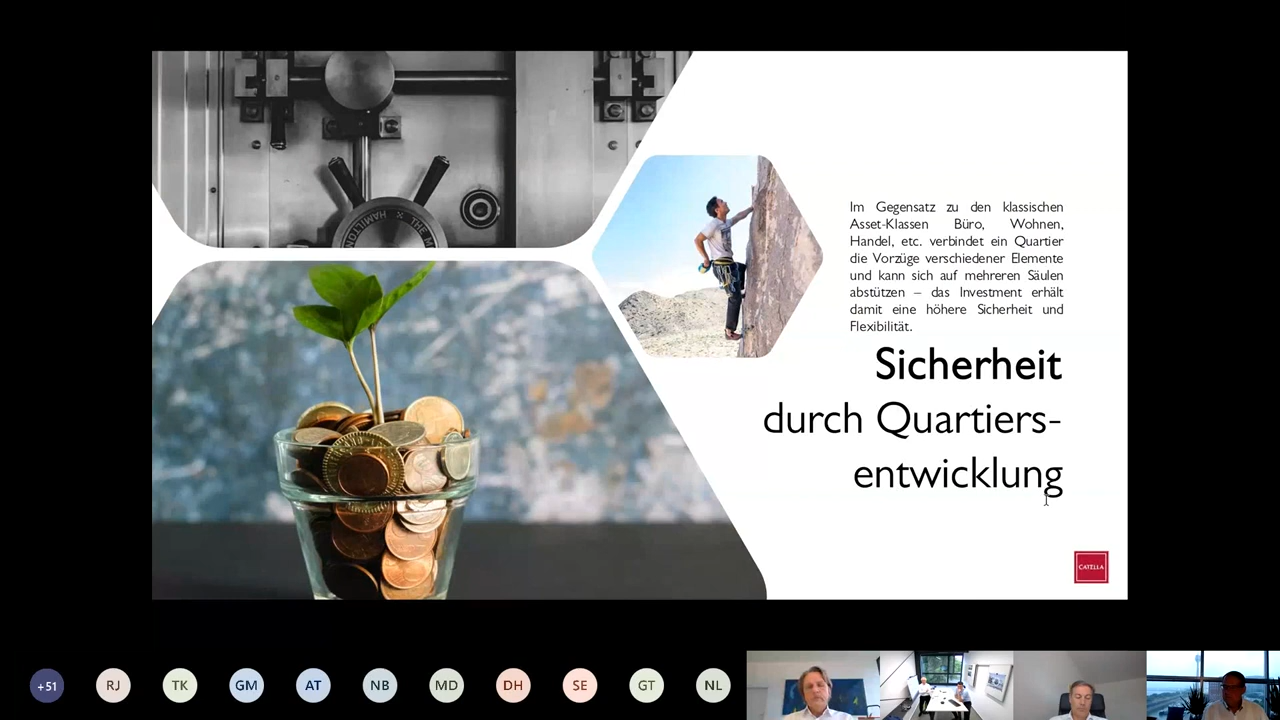 HAMILTON
THE M
Im Gegensatz zu den klassischen
Asset-Klassen Büro, Wohnen,
Handel, etc. verbindet ein Quartier
die Vorzüge verschiedener Elemente
und kann sich auf mehreren Säulen
abstützen – das Investment erhält
damit eine höhere Sicherheit und
Flexibilität.
Sicherheit
durch Quartiers-
entwicklung
CATELLA
+51
RJ
TK
GM
AT
NB
MD
DH
SE
GT
NL